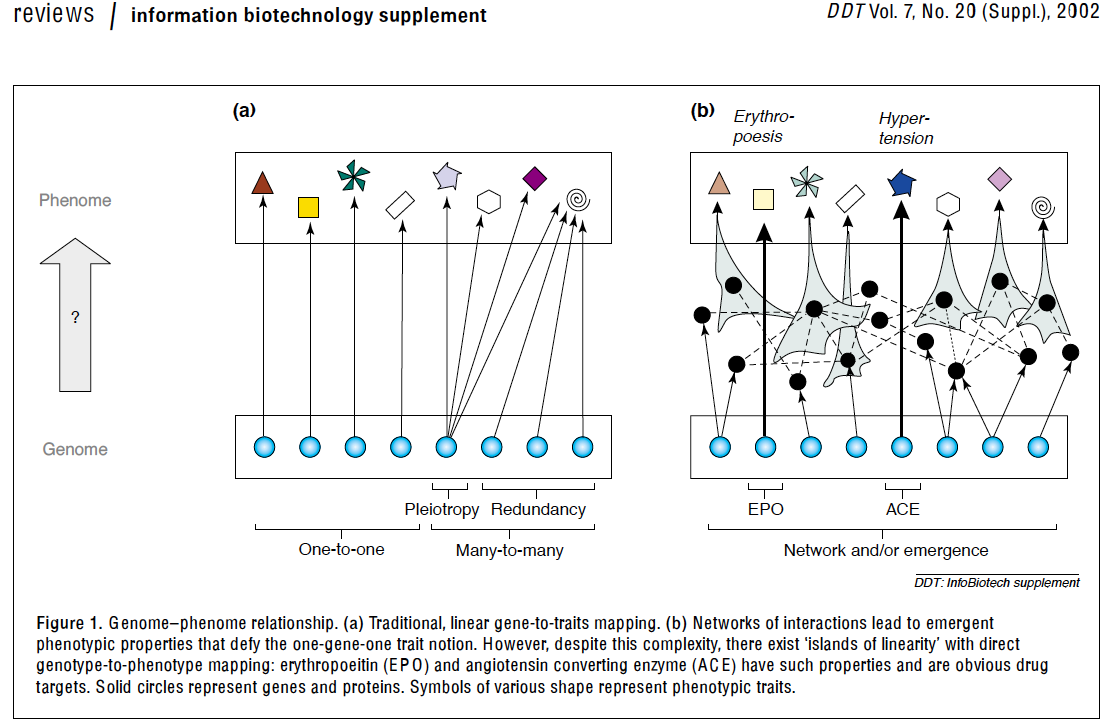 reviews / information biotechnology supplement
DDT Vol. 7, No. 20 (Suppl.), 2002
(a)
(b)
Erythro-
poesis
Hyper-
tension
Phenome
?
Genome
Pleiotropy
Redundancy
One-to-one
Many-to-many
EPO
ACE
Network and/or emergence
DDT: InfoBiotech supplement
Figure 1. Genome–phenome relationship. (a) Traditional, linear gene-to-traits mapping. (b) Networks of interactions lead to emergent
phenotypic properties that defy the one-gene-one trait notion. However, despite this complexity, there exist 'islands of linearity' with direct
genotype-to-phenotype mapping: erythropoeitin (EPO) and angiotensin converting enzyme (ACE) have such properties and are obvious drug
targets. Solid circles represent genes and proteins. Symbols of various shape represent phenotypic traits.